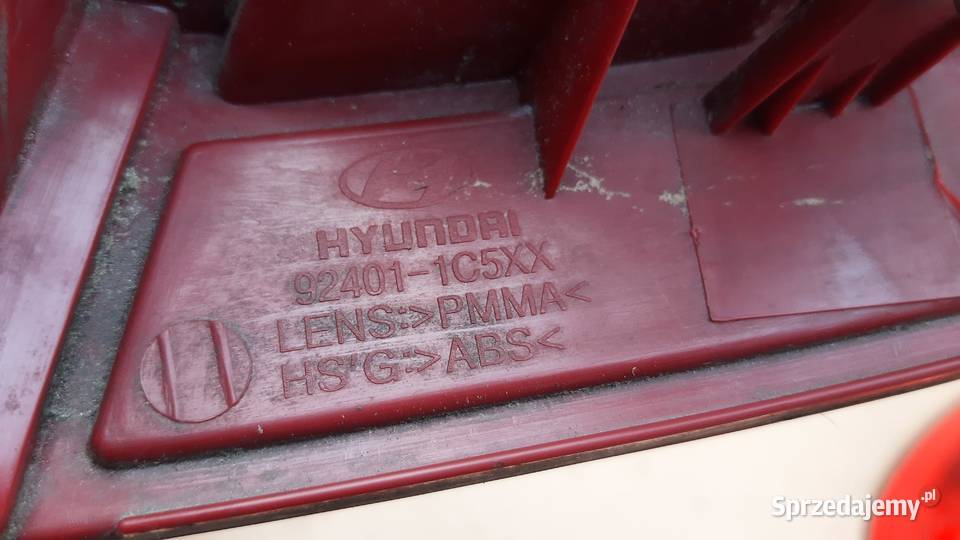 HYUNDAI
92401-1C5XX
LENS:>PMMA<
HS'G:>ABS<
Sprzedajemy.pl